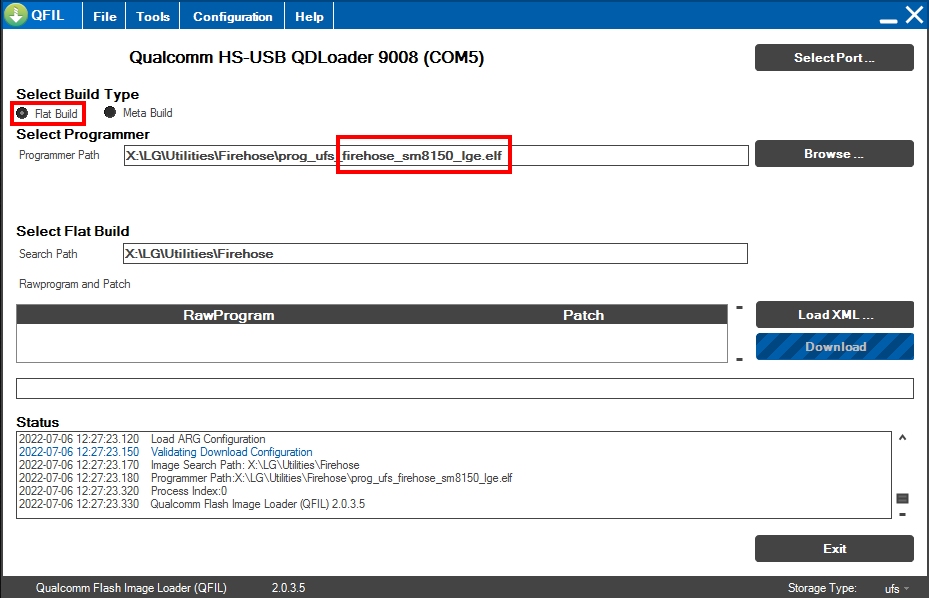 QFIL File Tools Configuration Help
Qualcomm HS-USB QDLoader 9008 (COM5)
Select Port ...
Select Build Type
Flat Build Meta Build
Select Programmer
Programmer Path X:\LG\Utilities\Firehose\prog_ufs_firehose_sm8150_lge.elf Browse ...
Select Flat Build
Search Path X:\LG\Utilities\Firehose
Rawprogram and Patch
RawProgram Patch
Load XML ...
Download
Status
2022-07-06 12:27:23.120 Load ARG Configuration
2022-07-06 12:27:23.150 Validating Download Configuration
2022-07-06 12:27:23.170 Image Search Path: X:\LG\Utilities\Firehose
2022-07-06 12:27:23.180 Programmer Path:X:\LG\Utilities\Firehose\prog_ufs_firehose_sm8150_lge.elf
2022-07-06 12:27:23.320 Process Index:0
2022-07-06 12:27:23.330 Qualcomm Flash Image Loader (QFIL) 2.0.3.5
Exit
Qualcomm Flash Image Loader (QFIL) 2.0.3.5 Storage Type: ufs